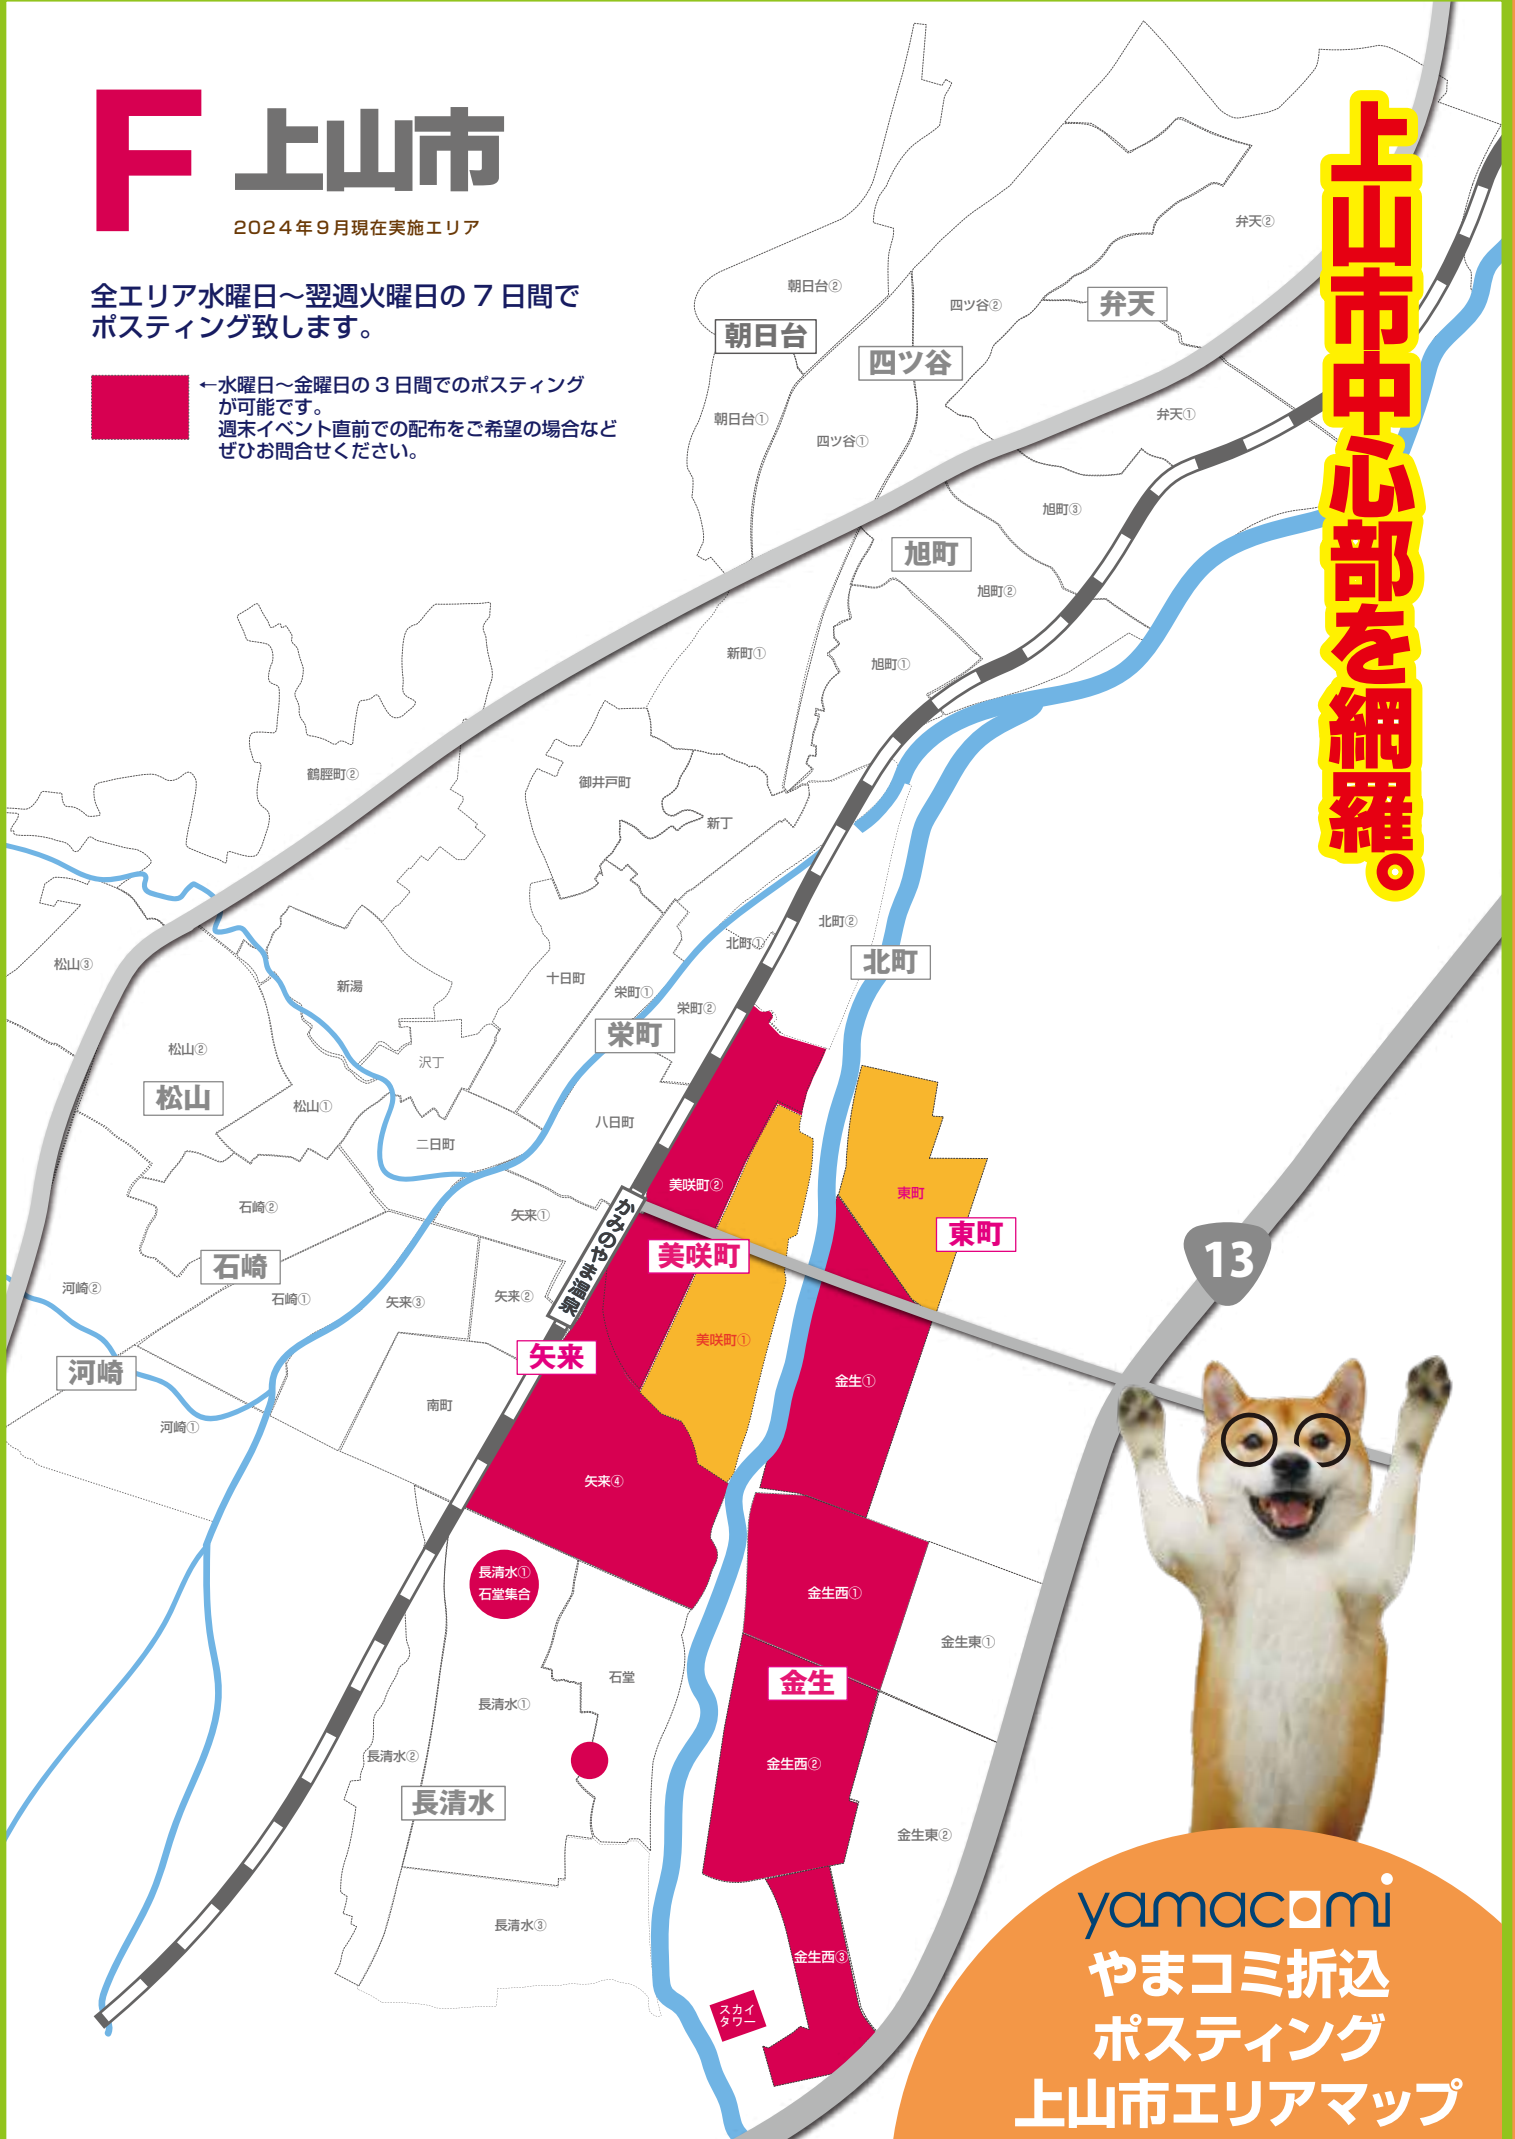 F 上山市
2024年9月現在実施エリア
全エリア水曜日～翌週火曜日の7日間で
ポスティング致します。
←水曜日～金曜日の3日間でのポスティング
が可能です。
週末イベント直前での配布をご希望の場合など
ぜひお問合せください。
上山市中心部を網羅。
弁天②
朝日台②
四ツ谷②
弁天
朝日台
四ツ谷
朝日台①
弁天①
四ツ谷①
旭町③
旭町
旭町②
新町①
旭町①
鶴脛町②
御井戸町
新丁
北町②
北町①
北町
松山③
新湯
十日町
栄町①
栄町②
栄町
松山②
沢丁
松山
松山①
二日町
八日町
美咲町②
東町
東町
石崎②
矢来①
かみのやま温泉
美咲町
13
石崎
河崎②
石崎①
矢来③
矢来②
美咲町①
矢来
河崎
金生①
南町
河崎①
矢来④
長清水①
石堂集合
金生西①
金生東①
石堂
金生
長清水①
長清水②
金生西②
長清水
金生東②
長清水③
金生西③
スカイ
タワー
yamacomi
やまコミ折込
ポスティング
上山市エリアマップ